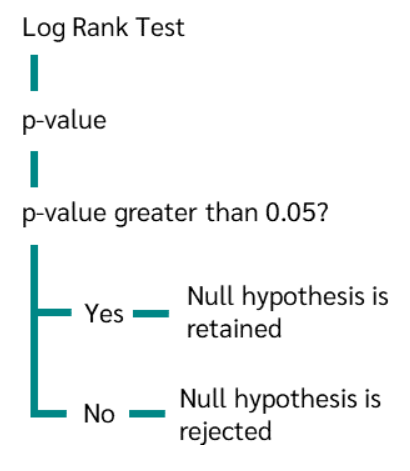 Log Rank Test
p-value
p-value greater than 0.05?
Yes
Null hypothesis is
retained
No
Null hypothesis is
rejected